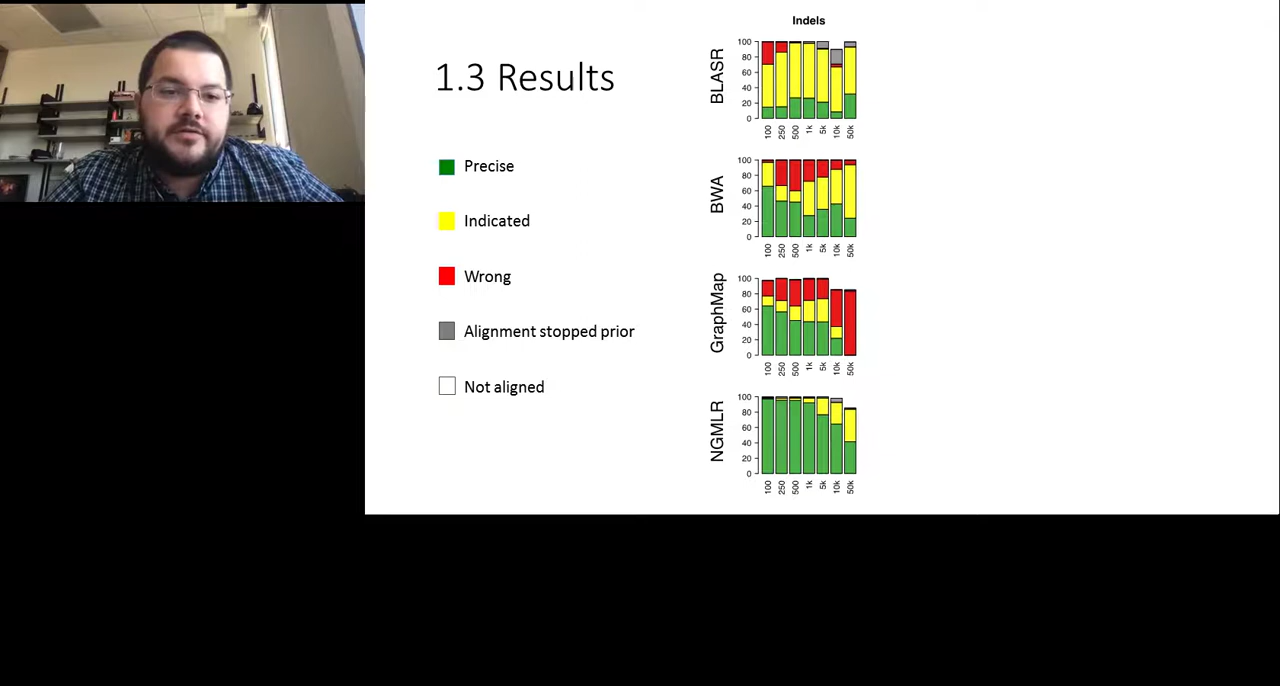 1.3 Results
Precise
Indicated
Wrong
Alignment stopped prior
Not aligned
Indels
BLASR
100
80
60
40
20
0
100
250
500
1k
5k
10k
50k
BWA
100
80
60
40
20
0
100
250
500
1k
5k
10k
50k
GraphMap
100
80
60
40
20
0
100
250
500
1k
5k
10k
50k
NGMLR
100
80
60
40
20
0
100
250
500
1k
5k
10k
50k